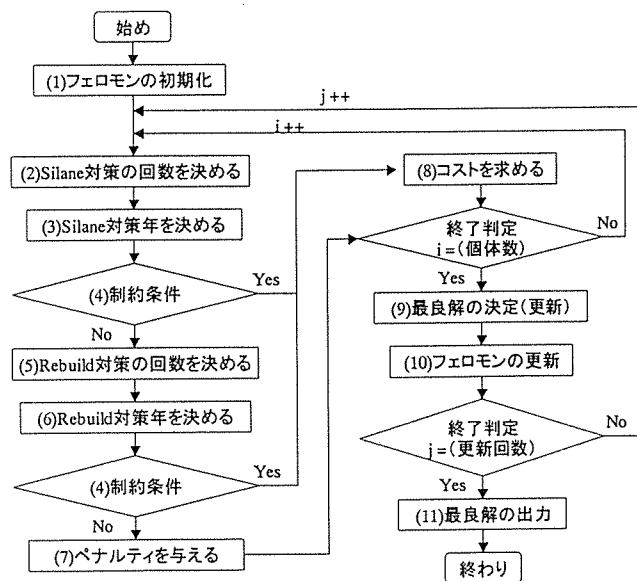 始め
(1)フェロモンの初期化
j ++
i ++
(2)Silane対策の回数を決める
(3)Silane対策年を決める
(4)制約条件
Yes
No
(5)Rebuild対策の回数を決める
(6)Rebuild対策年を決める
(4)制約条件
Yes
No
(7)ペナルティを与える
(8)コストを求める
終了判定
i =(個体数)
No
Yes
(9)最良解の決定(更新)
(10)フェロモンの更新
終了判定
j =(更新回数)
No
Yes
(11)最良解の出力
終わり